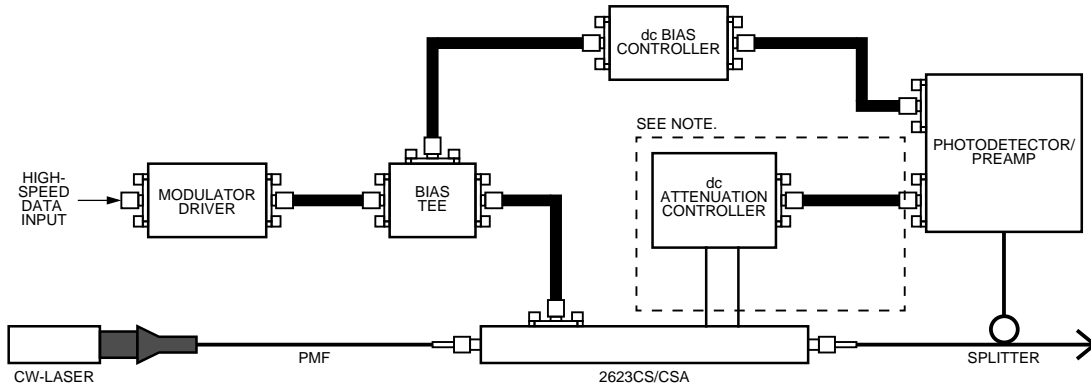 dc BIAS
CONTROLLER
SEE NOTE.
PHOTODETECTOR/
PREAMP
HIGH-
SPEED
DATA
INPUT
MODULATOR
DRIVER
BIAS
TEE
dc
ATTENUATION
CONTROLLER
PMF
SPLITTER
CW-LASER
2623CS/CSA